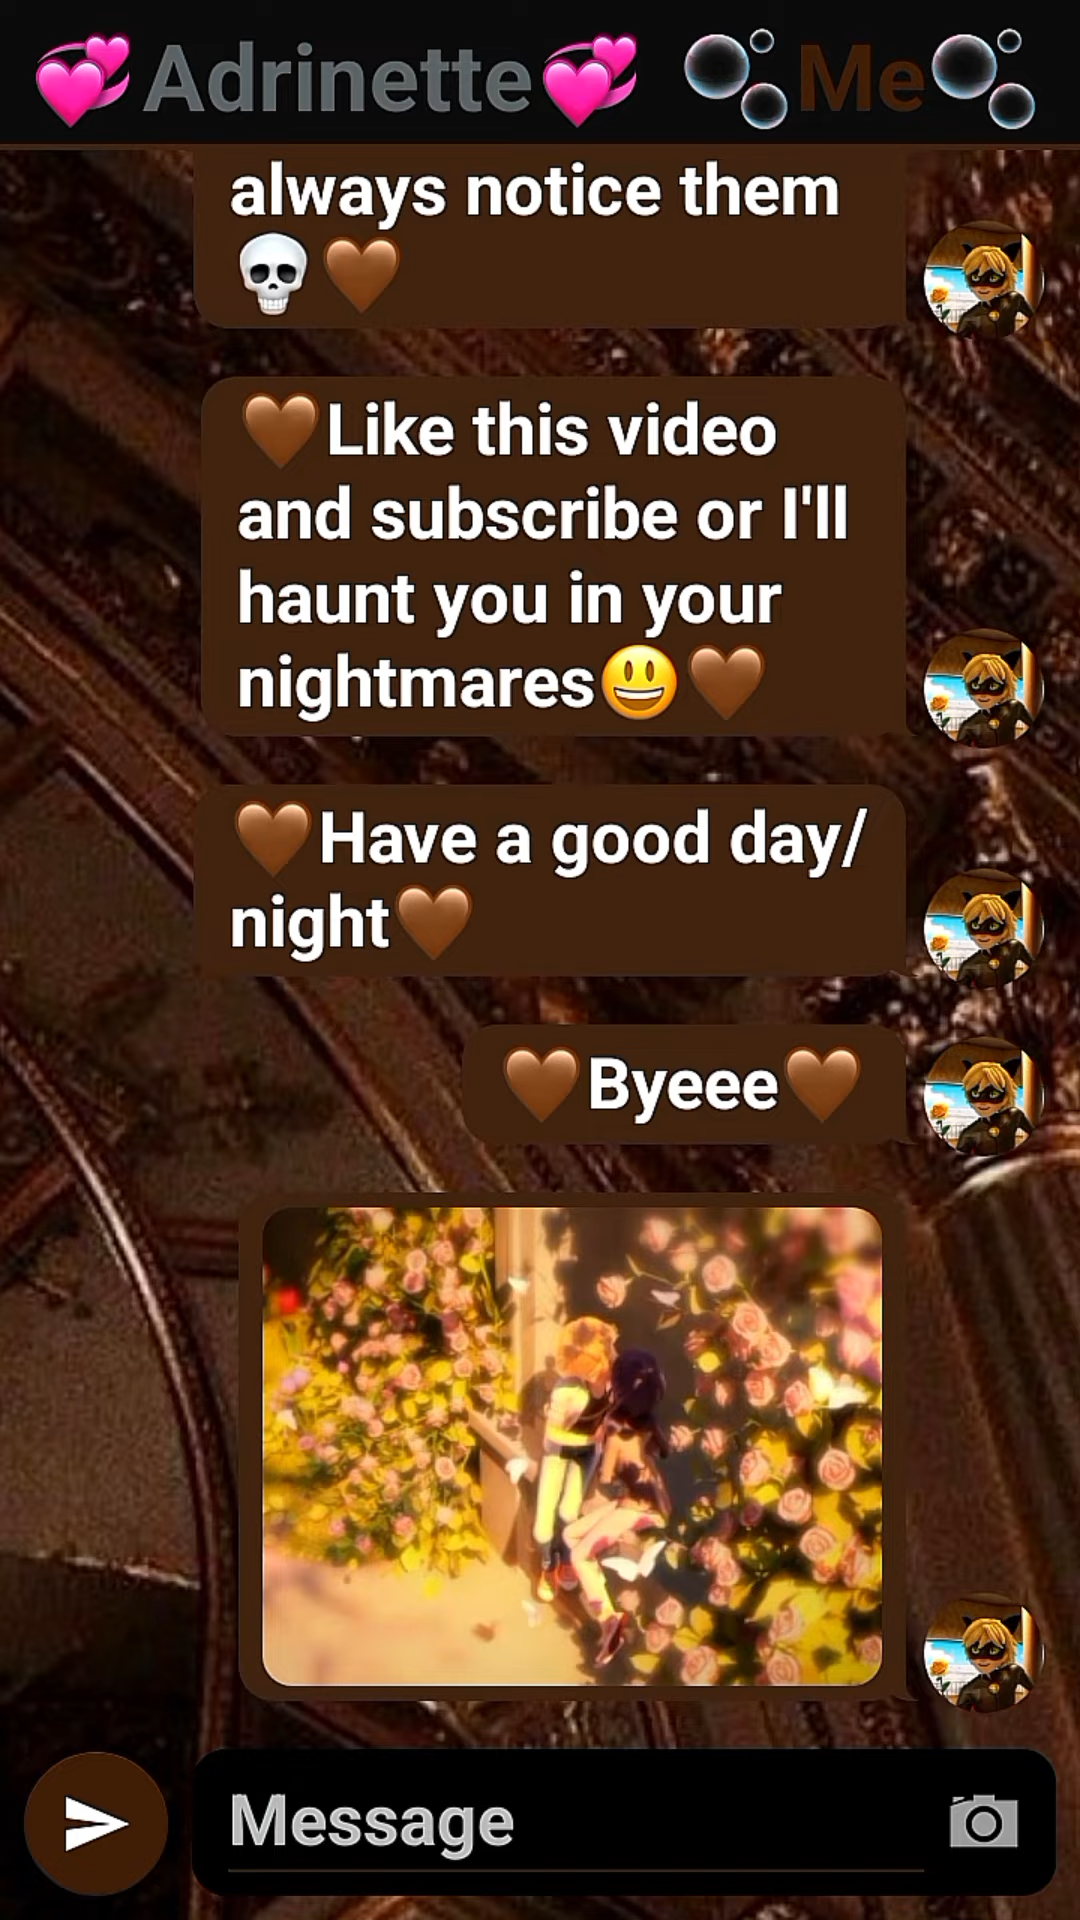 💞Adrinette💞 🫧Me🫧
always notice them
💀🤎
🤎Like this video
and subscribe or I'll
haunt you in your
nightmares😃🤎
🤎Have a good day/
night🤎
🤎Byeee🤎
Message